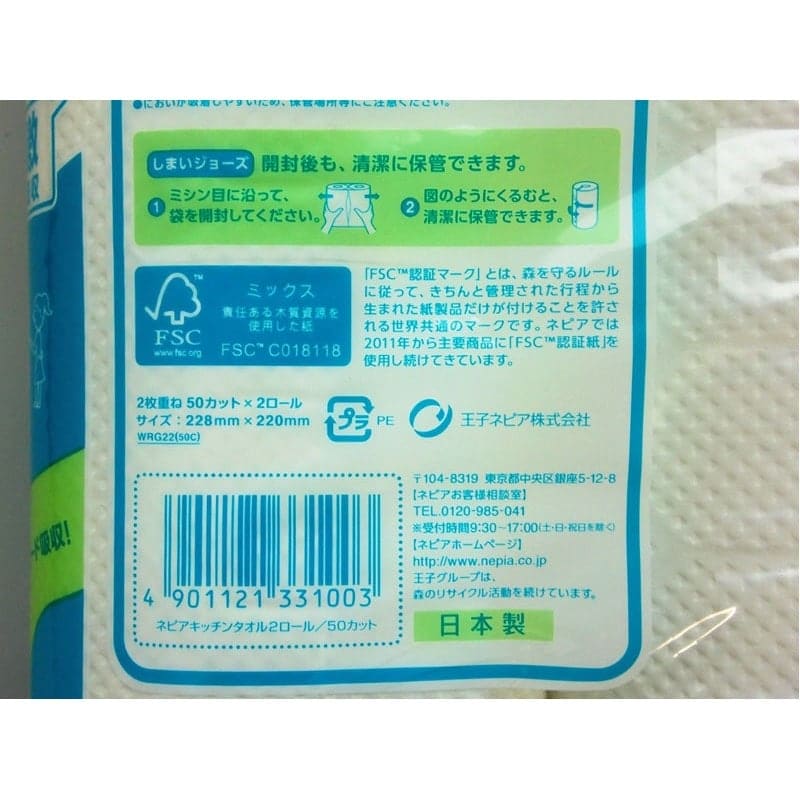 ●においが吸着しやすいため、保管場所等にご注意ください。
しまいジョーズ 開封後も、清潔に保管できます。
1 ミシン目に沿って、
袋を開封してください。
2 図のようにくるむと、
清潔に保管できます。
FSC
www.fsc.org
ミックス
責任ある木質資源を
使用した紙
FSC™ C018118
「FSC™認証マーク」とは、森を守るルール
に従って、きちんと管理された行程から
生まれた紙製品だけが付けることを許さ
れる世界共通のマークです。ネピアでは
2011年から主要商品に「FSC™認証紙」を
使用し続けてきています。
2枚重ね 50カット×2ロール
サイズ：228mm×220mm
WRG22(50C)
プラ PE
王子ネピア株式会社
〒104-8319 東京都中央区銀座5-12-8
【ネピアお客様相談室】
TEL.0120-985-041
※受付時間9:30～17:00(土・日・祝日を除く)
【ネピアホームページ】
http://www.nepia.co.jp
王子グループは、
森のリサイクル活動を続けています。
日本製
4 901121 331003
ネピアキッチンタオル2ロール／50カット
ド吸収!